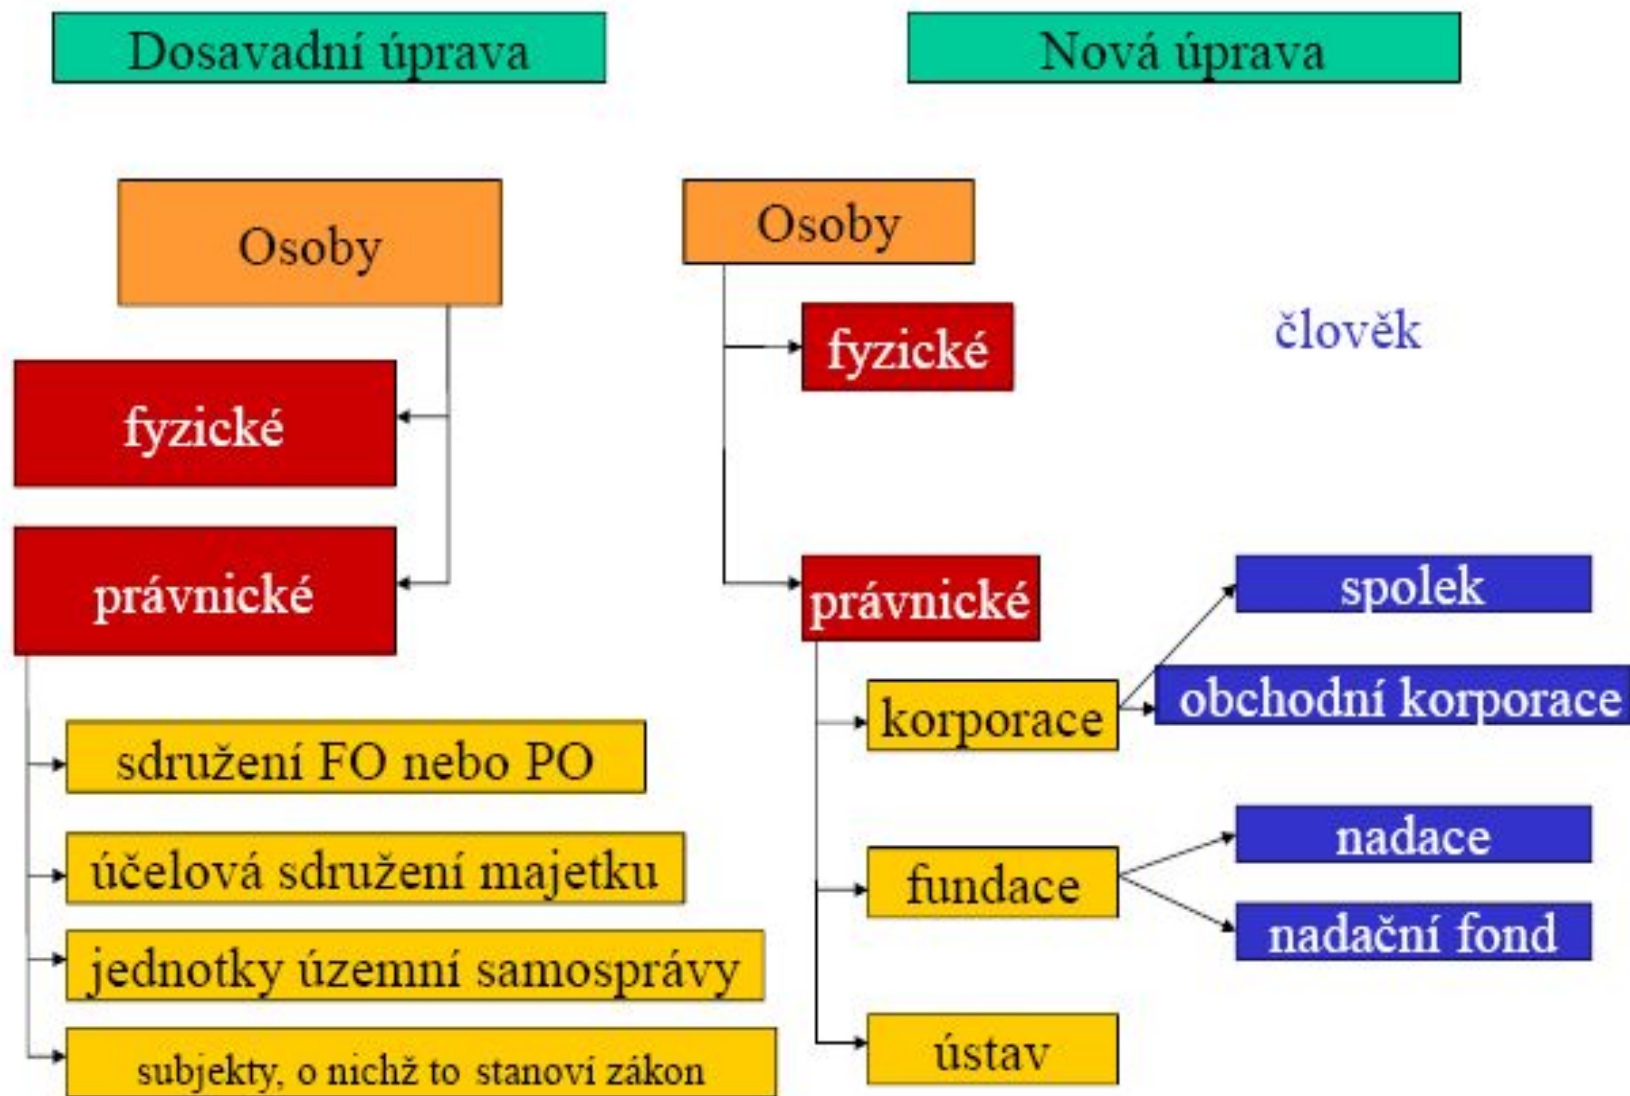 Dosavadní úprava
Nová úprava
Osoby
fyzické
právnické
sdružení FO nebo PO
účelová sdružení majetku
jednotky územní samosprávy
subjekty, o nichž to stanoví zákon
Osoby
fyzické
člověk
právnické
korporace
spolek
obchodní korporace
fundace
nadace
nadační fond
ústav